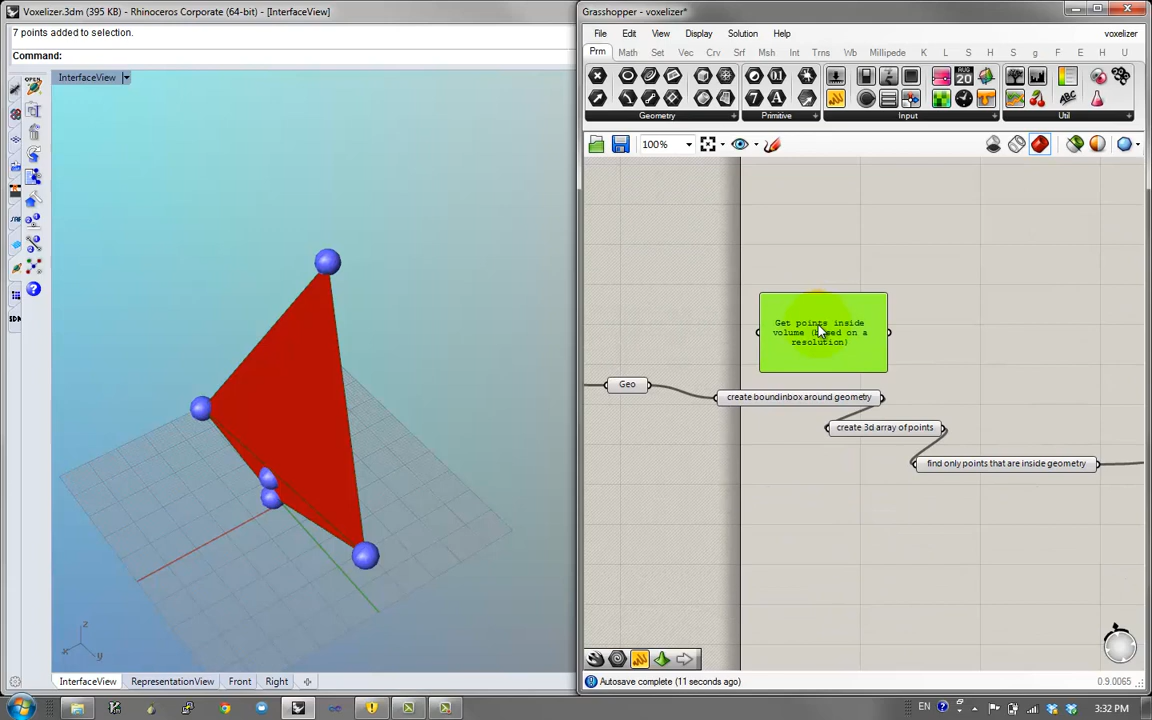 Voxelizer.3dm (395 KB) - Rhinoceros Corporate (64-bit) - [InterfaceView]
7 points added to selection.
Command:
InterfaceView
z
x
y
InterfaceView RepresentationView Front Right
Grasshopper - voxelizer*
File Edit View Display Solution Help voxelizer
Prm Math Set Vec Crv Srf Msh Int Trns Wb Millipede K L S H S g F E H U
Geometry Primitive Input Util
100%
Get points inside
volume (based on a
resolution)
Geo
create boundinbox around geometry
create 3d array of points
find only points that are inside geometry
Autosave complete (11 seconds ago)
0.9.0065
EN
3:32 PM